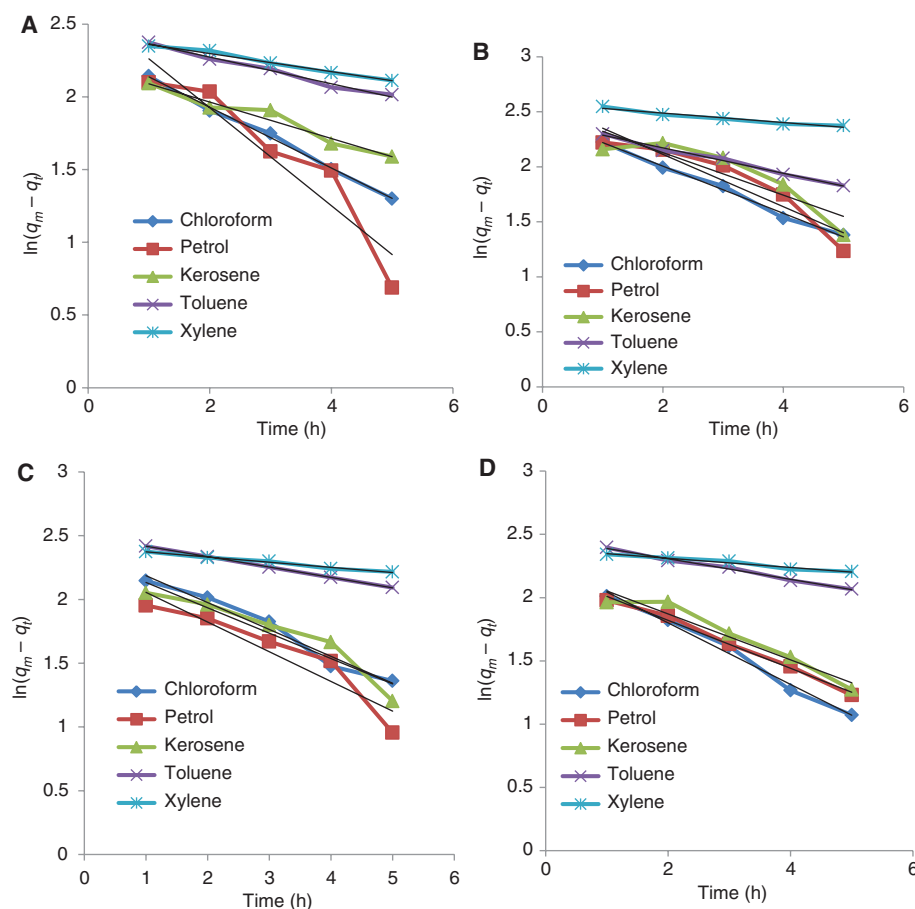 A
2.5
2
1.5
1
0.5
0
0
2
4
6
ln(qm – qt)
Time (h)
Chloroform
Petrol
Kerosene
Toluene
Xylene
B
3
2.5
2
1.5
1
0.5
0
0
2
4
6
ln(qm – qt)
Time (h)
Chloroform
Petrol
Kerosene
Toluene
Xylene
C
3
2.5
2
1.5
1
0.5
0
0
1
2
3
4
5
6
ln(qm – qt)
Time (h)
Chloroform
Petrol
Kerosene
Toluene
Xylene
D
3
2.5
2
1.5
1
0.5
0
0
2
4
6
ln(qm – qt)
Time (h)
Chloroform
Petrol
Kerosene
Toluene
Xylene